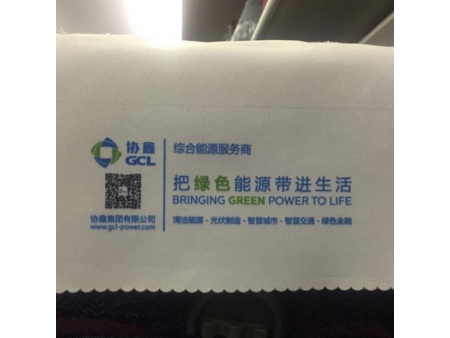 协鑫
GCL
综合能源服务商
把绿色能源带进生活
BRINGING GREEN POWER TO LIFE
协鑫集团有限公司
www.gcl-power.com
清洁能源-光伏制造-智慧城市-智慧交通-绿色金融